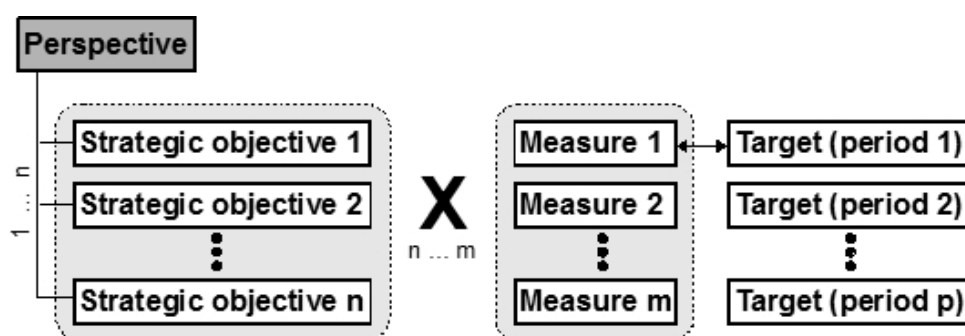 Perspective
Strategic objective 1 Measure 1 Target (period 1)
1 ... n
Strategic objective 2 X Measure 2 Target (period 2)
n ... m
Strategic objective n Measure m Target (period p)